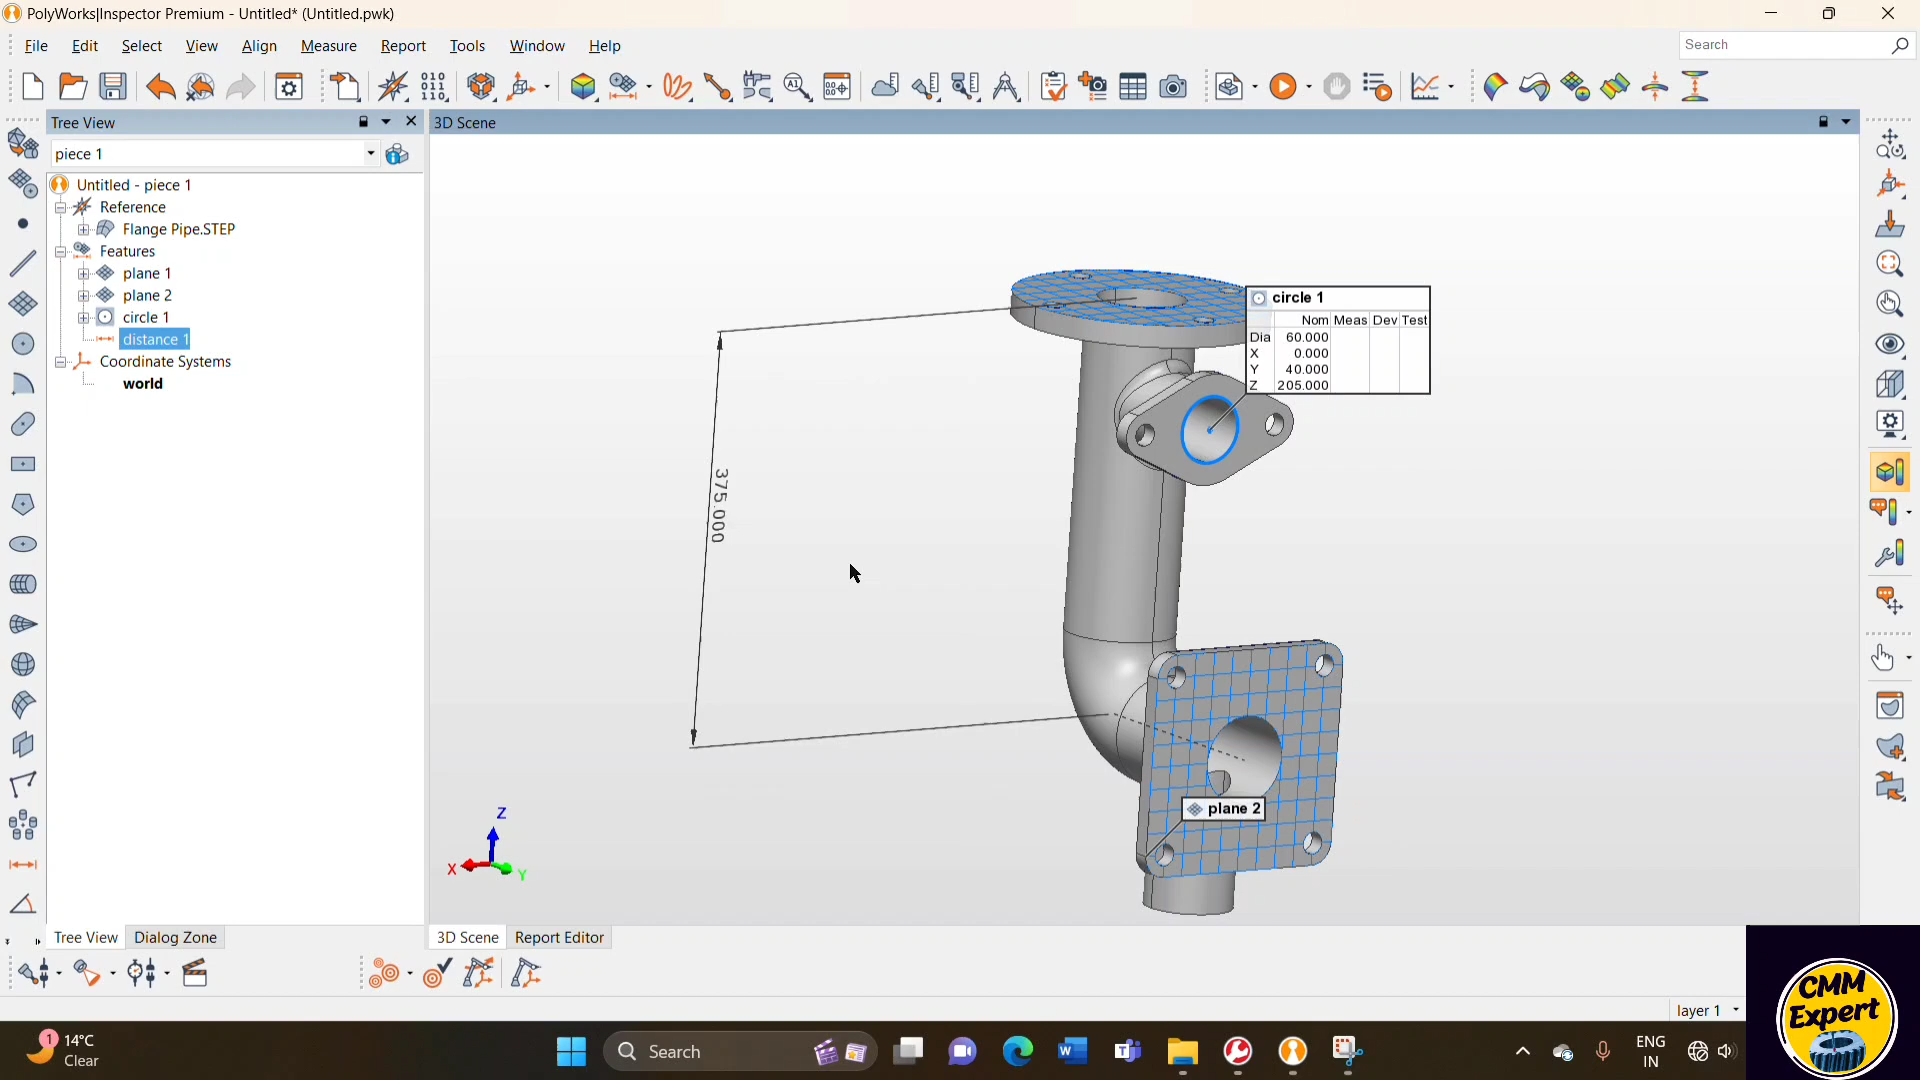 PolyWorks|Inspector Premium - Untitled* (Untitled.pwk)
File Edit Select View Align Measure Report Tools Window Help
Search
Tree View
3D Scene
piece 1
Untitled - piece 1
Reference
Flange Pipe.STEP
Features
plane 1
plane 2
circle 1
distance 1
Coordinate Systems
world
circle 1
Nom Meas Dev Test
Dia 60.000
X 0.000
Y 40.000
Z 205.000
375.000
plane 2
Z
X
Y
Tree View Dialog Zone
3D Scene Report Editor
layer 1
CMM
Expert
1
14°C
Clear
Search
ENG
IN